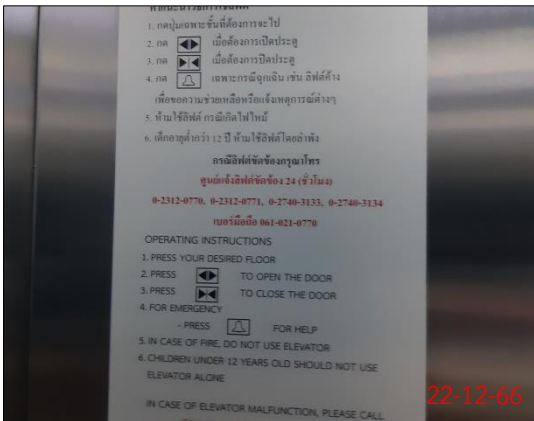 1. กดปุ่มเฉพาะชั้นที่ต้องการจะไป
2. กด เมื่อต้องการเปิดประตู
3. กด เมื่อต้องการปิดประตู
4. กด เฉพาะกรณีฉุกเฉิน เช่น ลิฟต์ค้าง
เพื่อขอความช่วยเหลือหรือแจ้งเหตุการณ์ต่างๆ
5. ห้ามใช้ลิฟต์ กรณีเกิดไฟไหม้
6. เด็กอายุต่ำกว่า 12 ปี ห้ามใช้ลิฟต์โดยลำพัง
กรณีลิฟต์ขัดข้องกรุณาโทร
ศูนย์แจ้งลิฟต์ขัดข้อง 24 (ชั่วโมง)
0-2312-0770, 0-2312-0771, 0-2740-3133, 0-2740-3134
เบอร์มือถือ 061-021-0770
OPERATING INSTRUCTIONS
1. PRESS YOUR DESIRED FLOOR
2. PRESS TO OPEN THE DOOR
3. PRESS TO CLOSE THE DOOR
4. FOR EMERGENCY
- PRESS FOR HELP
5. IN CASE OF FIRE, DO NOT USE ELEVATOR
6. CHILDREN UNDER 12 YEARS OLD SHOULD NOT USE
ELEVATOR ALONE
IN CASE OF ELEVATOR MALFUNCTION, PLEASE CALL
22-12-66